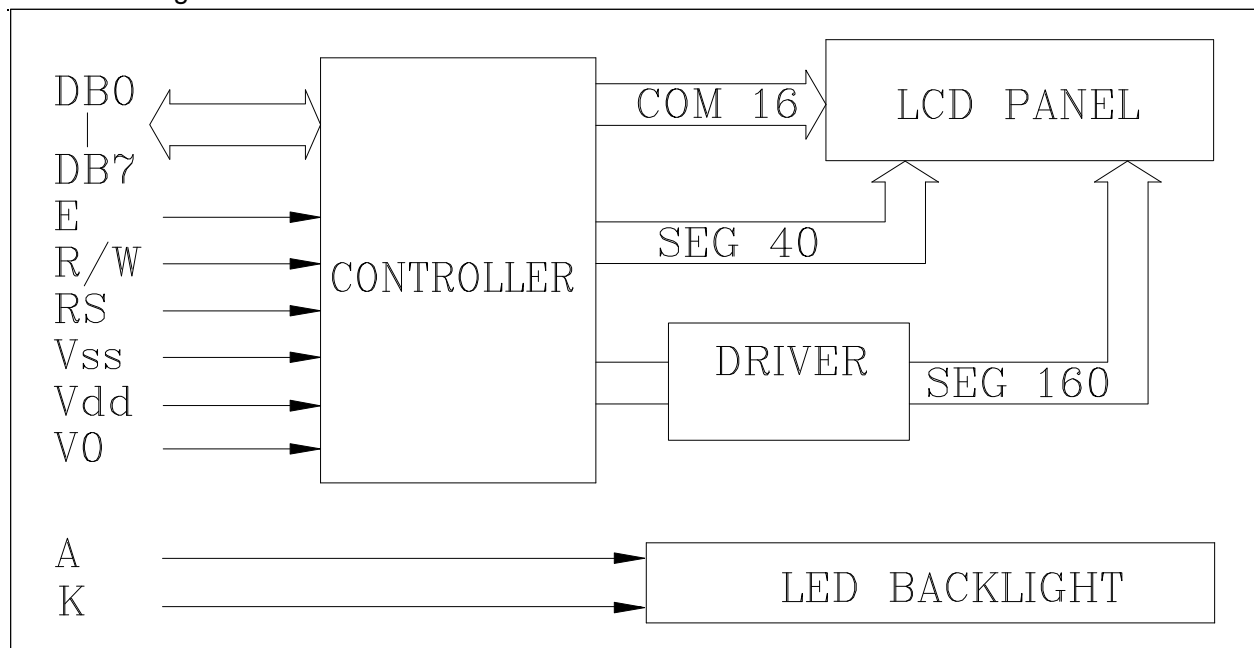 DB0
DB7
E
R/W
RS
Vss
Vdd
V0
CONTROLLER
COM 16
LCD PANEL
SEG 40
DRIVER
SEG 160
A
K
LED BACKLIGHT